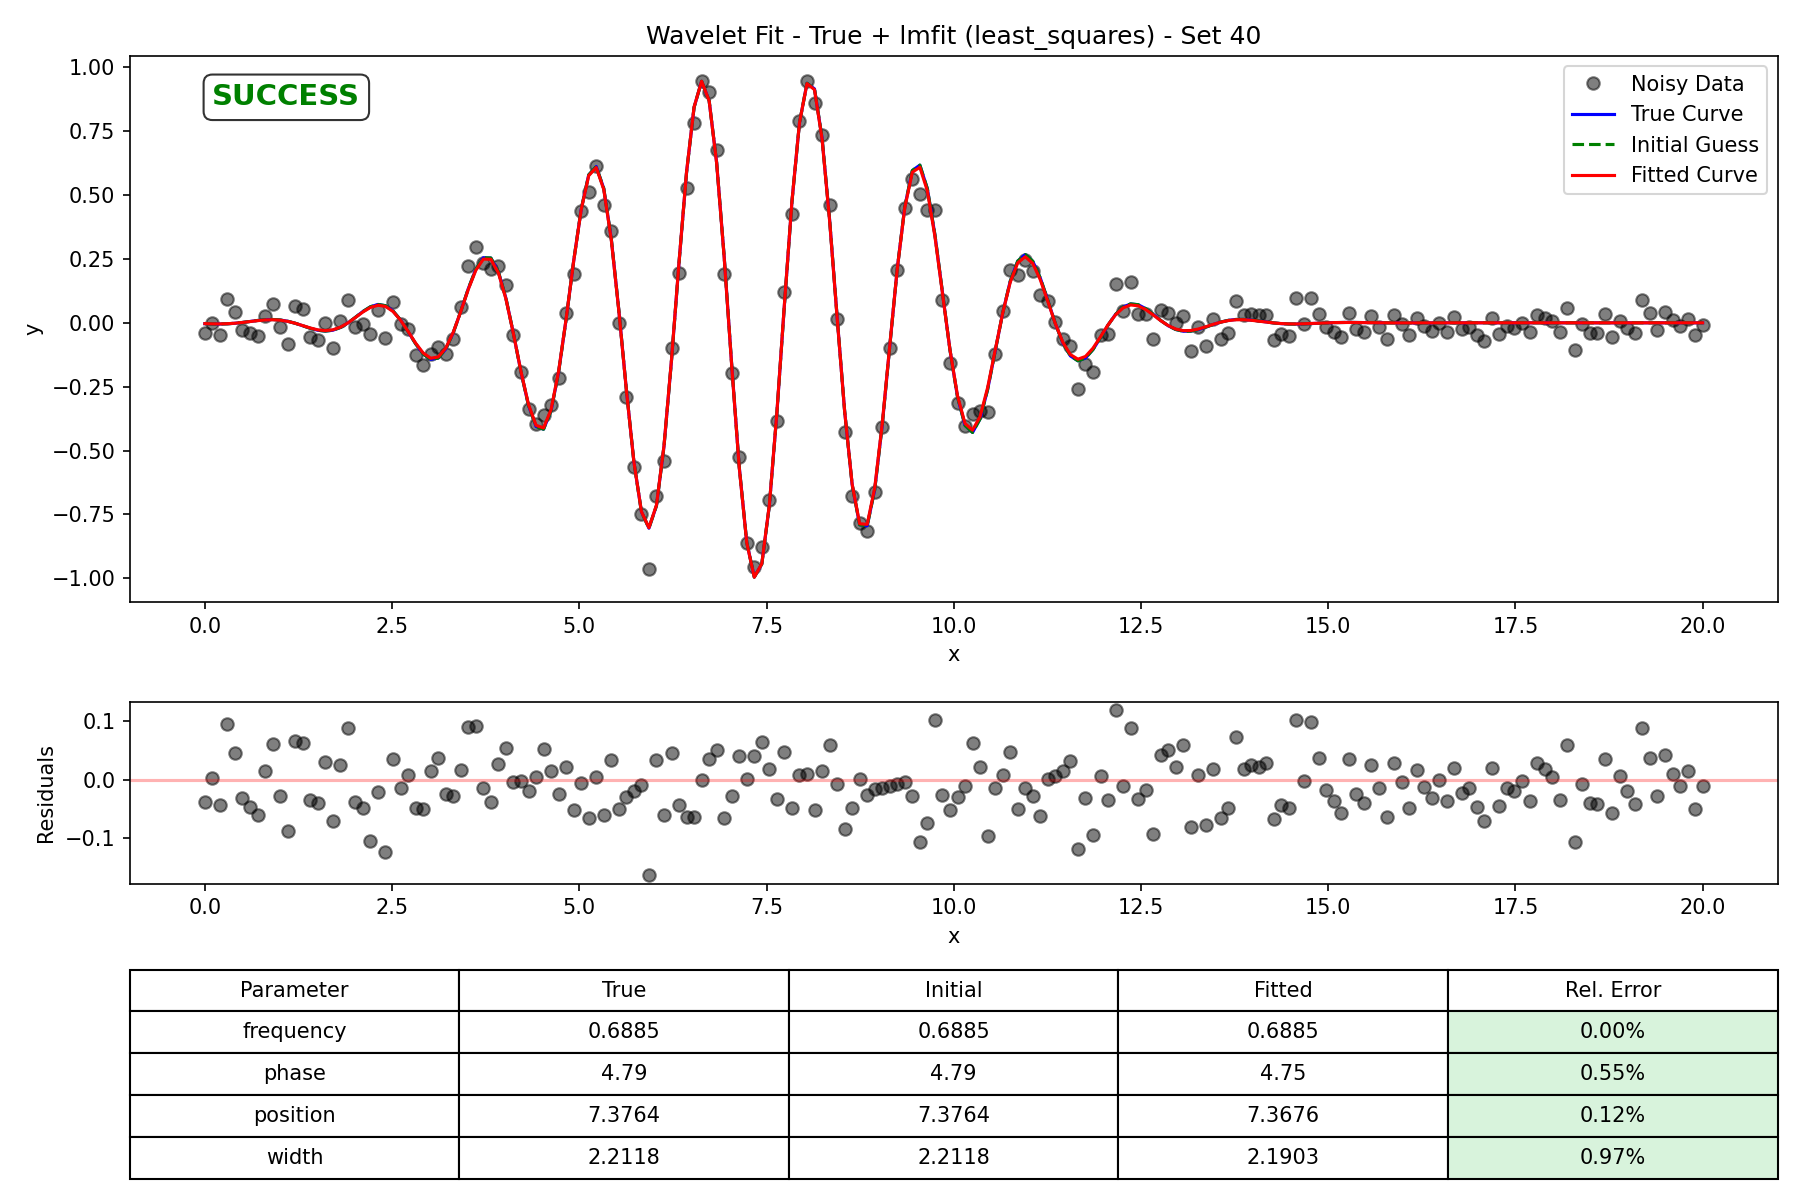 Wavelet Fit - True + lmfit (least_squares) - Set 40
SUCCESS
Noisy Data
True Curve
Initial Guess
Fitted Curve
1.00
0.75
0.50
0.25
0.00
−0.25
−0.50
−0.75
−1.00
y
0.0 2.5 5.0 7.5 10.0 12.5 15.0 17.5 20.0
x
0.1
0.0
−0.1
Residuals
0.0 2.5 5.0 7.5 10.0 12.5 15.0 17.5 20.0
x
Parameter True Initial Fitted Rel. Error
frequency 0.6885 0.6885 0.6885 0.00%
phase 4.79 4.79 4.75 0.55%
position 7.3764 7.3764 7.3676 0.12%
width 2.2118 2.2118 2.1903 0.97%